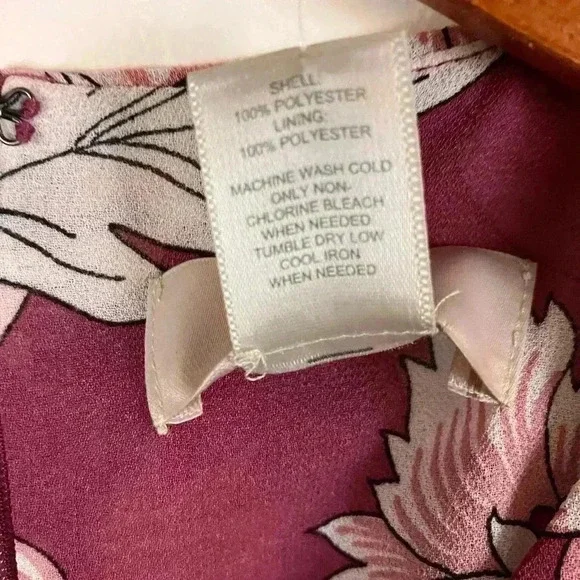 SHELL:
100% POLYESTER
LINING:
100% POLYESTER
MACHINE WASH COLD
ONLY NON-
CHLORINE BLEACH
WHEN NEEDED
TUMBLE DRY LOW
COOL IRON
WHEN NEEDED